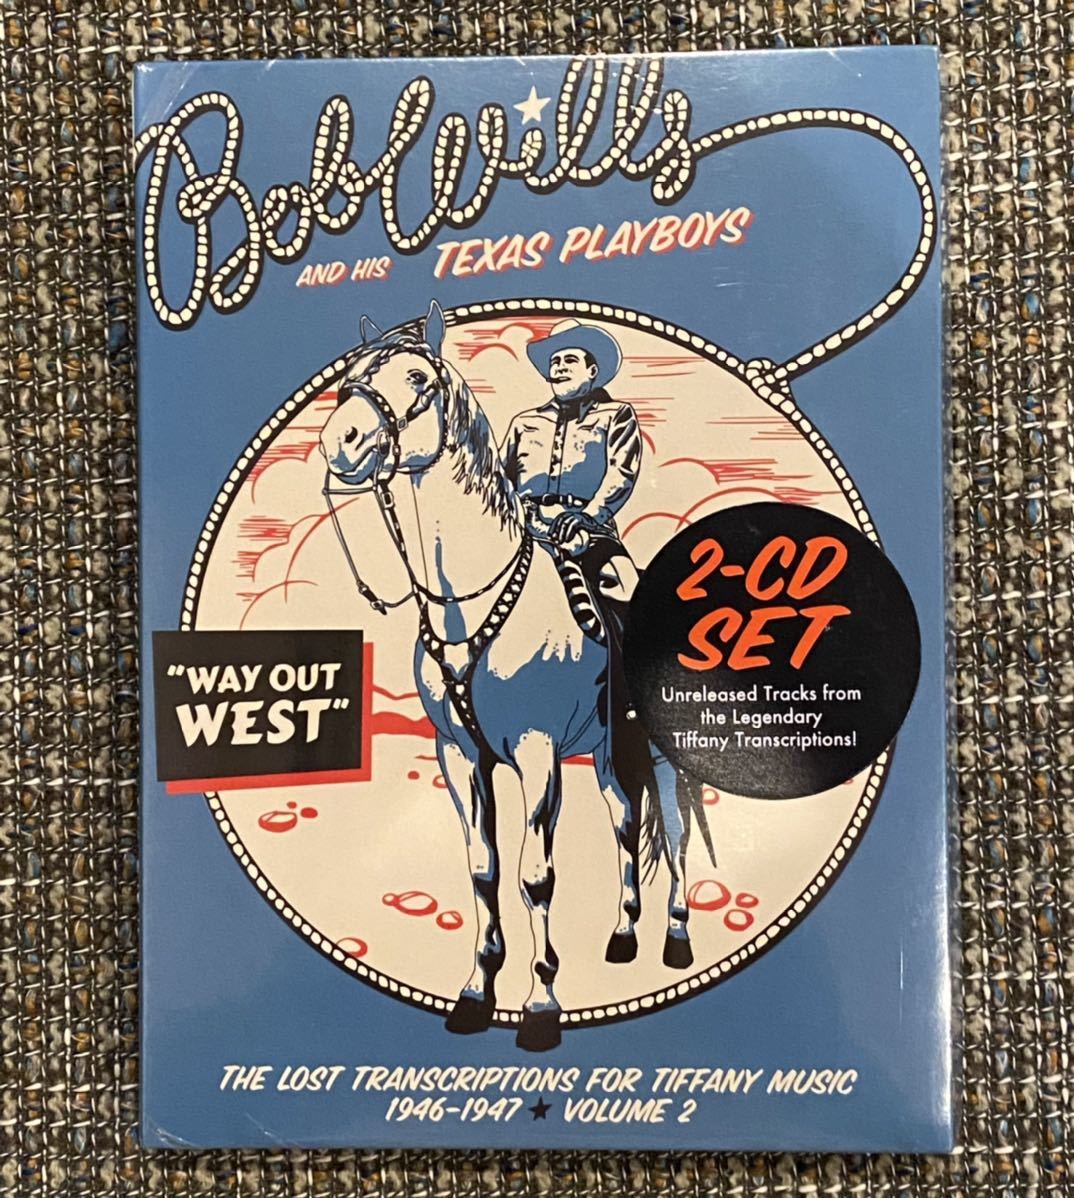 Bob Wills
AND HIS TEXAS PLAYBOYS
2-CD
SET
Unreleased Tracks from
the Legendary
Tiffany Transcriptions!
"WAY OUT
WEST"
THE LOST TRANSCRIPTIONS FOR TIFFANY MUSIC
1946-1947 ★ VOLUME 2